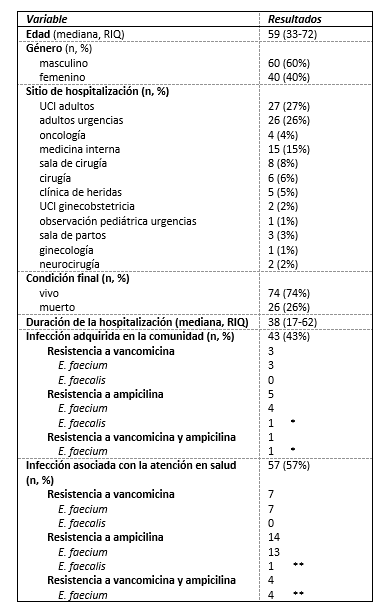 Variable Resultados
Edad (mediana, RIQ) 59 (33-72)
Género (n, %)
masculino 60 (60%)
femenino 40 (40%)
Sitio de hospitalización (n, %)
UCI adultos 27 (27%)
adultos urgencias 26 (26%)
oncología 4 (4%)
medicina interna 15 (15%)
sala de cirugía 8 (8%)
cirugía 6 (6%)
clínica de heridas 5 (5%)
UCI ginecobstetricia 2 (2%)
observación pediátrica urgencias 1 (1%)
sala de partos 3 (3%)
ginecología 1 (1%)
neurocirugía 2 (2%)
Condición final (n, %)
vivo 74 (74%)
muerto 26 (26%)
Duración de la hospitalización (mediana, RIQ) 38 (17-62)
Infección adquirida en la comunidad (n, %) 43 (43%)
Resistencia a vancomicina 3
E. faecium 3
E. faecalis 0
Resistencia a ampicilina 5
E. faecium 4
E. faecalis 1 *
Resistencia a vancomicina y ampicilina 1
E. faecium 1 *
Infección asociada con la atención en salud 57 (57%)
(n, %)
Resistencia a vancomicina 7
E. faecium 7
E. faecalis 0
Resistencia a ampicilina 14
E. faecium 13
E. faecalis 1 **
Resistencia a vancomicina y ampicilina 4
E. faecium 4 **